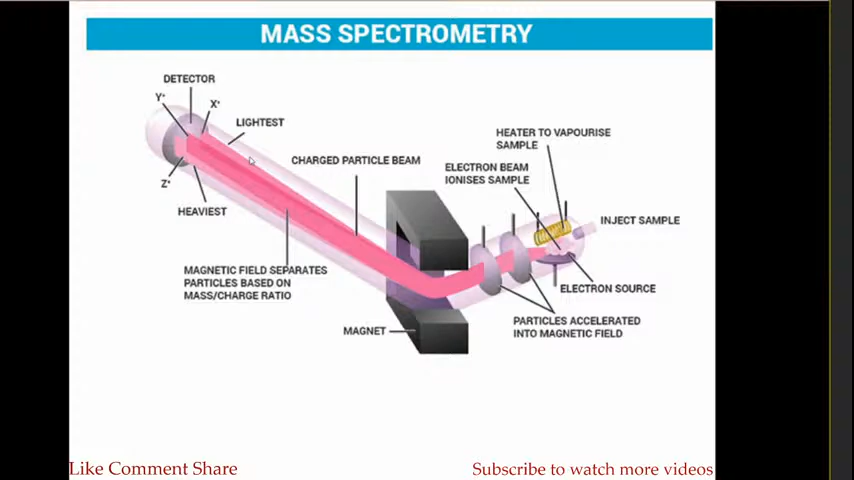 MASS SPECTROMETRY
DETECTOR
Y+
X+
LIGHTEST
HEATER TO VAPOURISE
SAMPLE
CHARGED PARTICLE BEAM
ELECTRON BEAM
IONISES SAMPLE
Z+
HEAVIEST
INJECT SAMPLE
MAGNETIC FIELD SEPARATES
PARTICLES BASED ON
MASS/CHARGE RATIO
ELECTRON SOURCE
MAGNET
PARTICLES ACCELERATED
INTO MAGNETIC FIELD
Like Comment Share
Subscribe to watch more videos